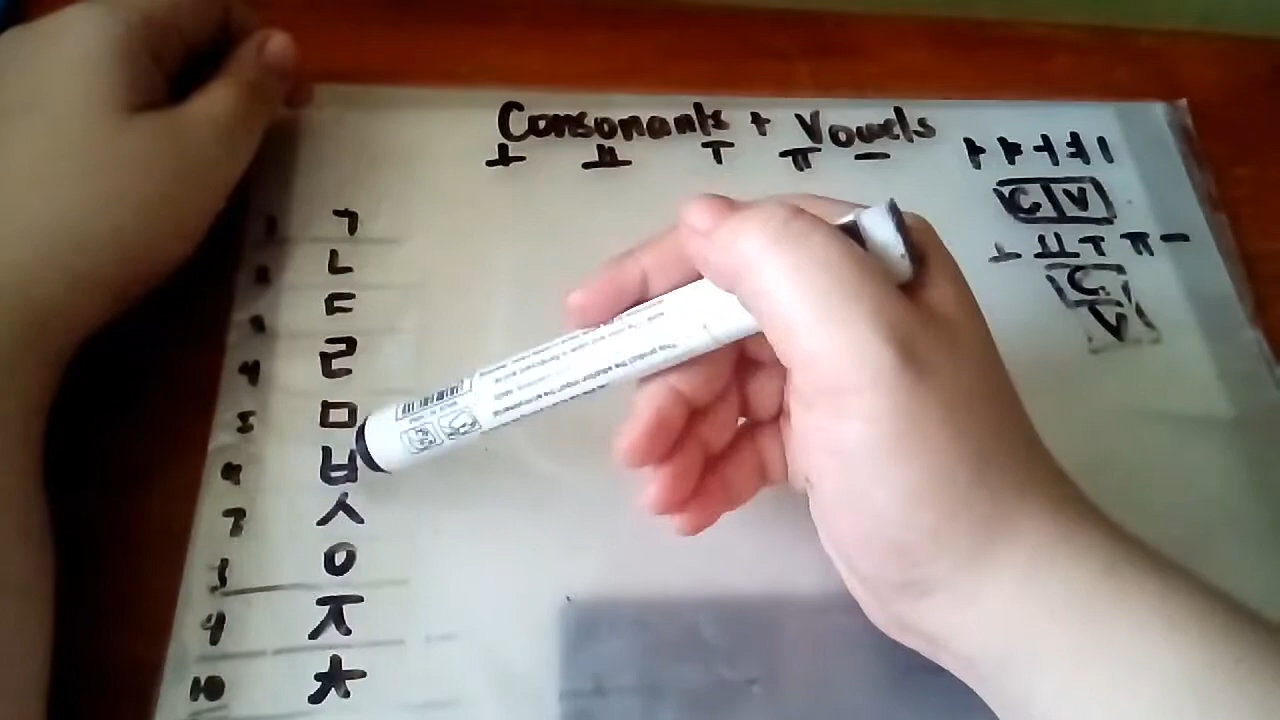 Consonants + Vowels
ㅗ ㅛ ㅜ ㅠ ㅡ
ㅏ ㅑ ㅓ ㅕ ㅣ
C V
ㅗ ㅛ ㅜ ㅠ ㅡ
C
V
ㄱ
ㄴ
ㄷ
4 ㄹ
5 ㅁ
ㅂ
7 ㅅ
ㅇ
9 ㅈ
10 ㅊ